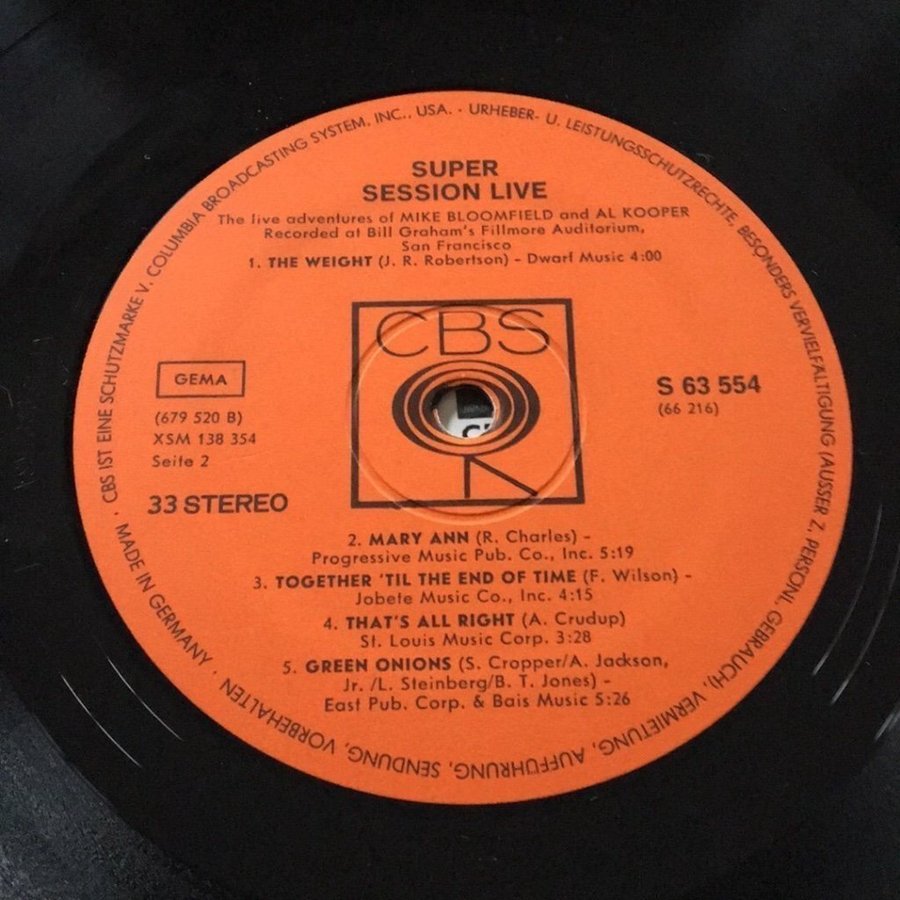 SUPER
SESSION LIVE
The live adventures of MIKE BLOOMFIELD and AL KOOPER
Recorded at Bill Graham's Fillmore Auditorium,
San Francisco
1. THE WEIGHT (J. R. Robertson) – Dwarf Music 4:00
CBS
GEMA
(679 520 B)
XSM 138 354
Seite 2
33 STEREO
S 63 554
(66 216)
2. MARY ANN (R. Charles) –
Progressive Music Pub. Co., Inc. 5:19
3. TOGETHER 'TIL THE END OF TIME (F. Wilson) –
Jobete Music Co., Inc. 4:15
4. THAT'S ALL RIGHT (A. Crudup)
St. Louis Music Corp. 3:28
5. GREEN ONIONS (S. Cropper/A. Jackson,
Jr. /L. Steinberg/B. T. Jones) –
East Pub. Corp. & Bais Music 5:26
· CBS IST EINE SCHUTZMARKE V. COLUMBIA BROADCASTING SYSTEM, INC., USA. · URHEBER- U. LEISTUNGSSCHUTZRECHTE, BESONDERS VERVIELFÄLTIGUNG (AUSSER Z. PERSÖNL. GEBRAUCH), VERMIETUNG, AUFFÜHRUNG, SENDUNG, VORBEHALTEN · MADE IN GERMANY